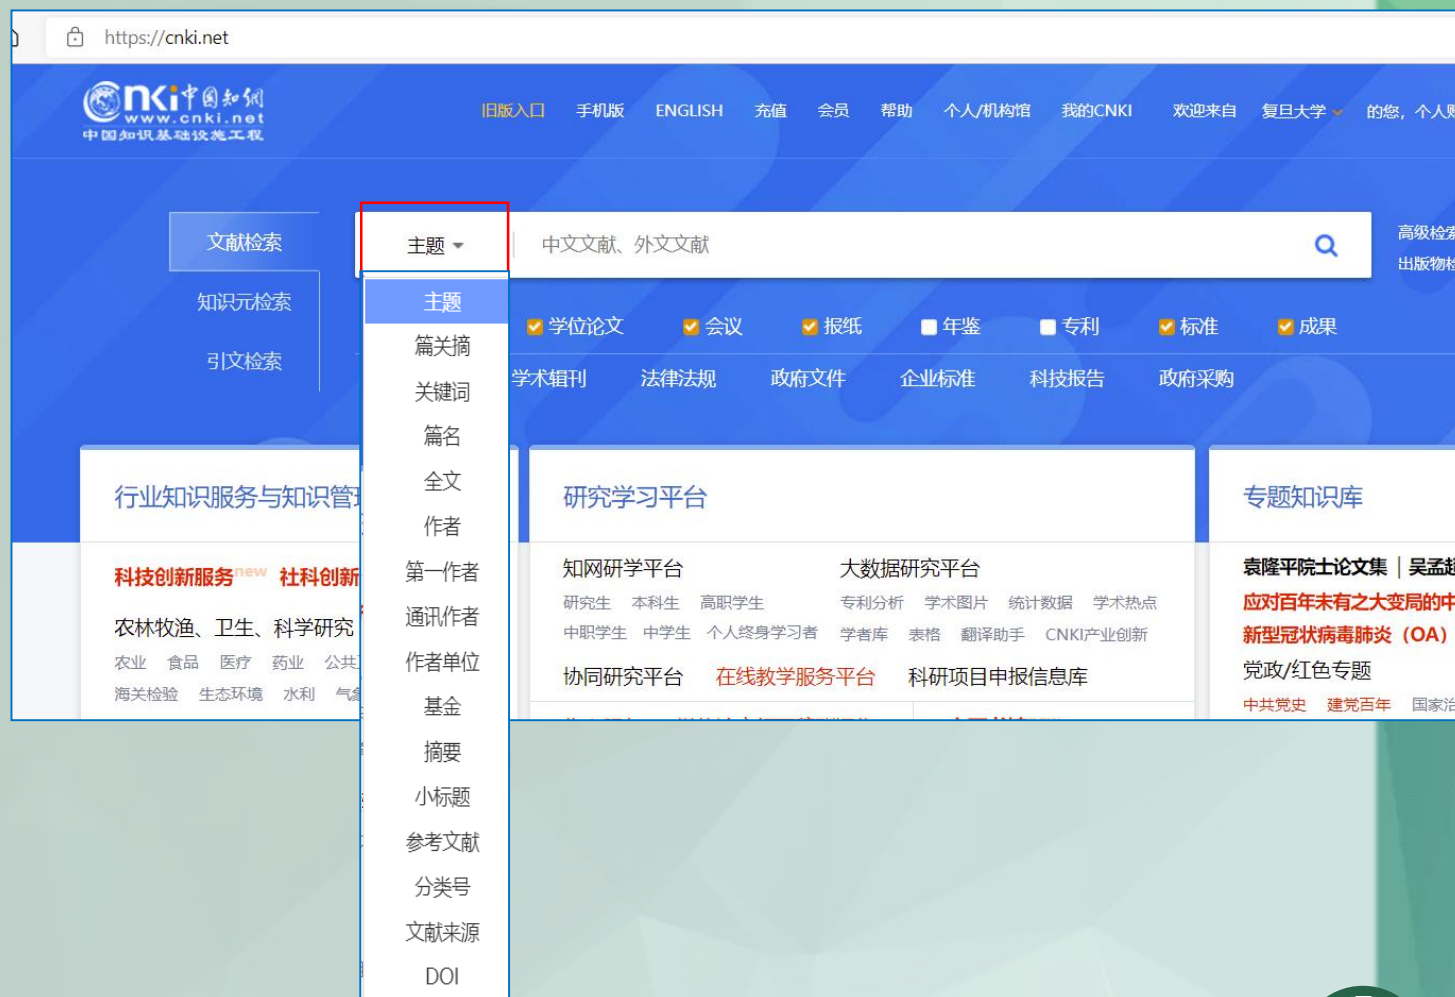 https://cnki.net
Cnki 中国知网
www.cnki.net
中国知识基础设施工程
旧版入口 手机版 ENGLISH 充值 会员 帮助 个人/机构馆 我的CNKI 欢迎来自 复旦大学 的您，个人账
文献检索 主题 中文文献、外文文献 高级检索
出版物检
知识元检索
引文检索
主题
篇关摘
关键词
篇名
全文
作者
第一作者
通讯作者
作者单位
基金
摘要
小标题
参考文献
分类号
文献来源
DOI
学位论文 会议 报纸 年鉴 专利 标准 成果
学术辑刊 法律法规 政府文件 企业标准 科技报告 政府采购
行业知识服务与知识管
科技创新服务 new 社科创新
农林牧渔、卫生、科学研究
农业 食品 医疗 药业 公共
海关检验 生态环境 水利 气象
研究学习平台
知网研学平台 大数据研究平台
研究生 本科生 高职学生 专利分析 学术图片 统计数据 学术热点
中职学生 中学生 个人终身学习者 学者库 表格 翻译助手 CNKI产业创新
协同研究平台 在线教学服务平台 科研项目申报信息库
专题知识库
袁隆平院士论文集 | 吴孟超
应对百年未有之大变局的中
新型冠状病毒肺炎（OA）
党政/红色专题
中共党史 建党百年 国家治